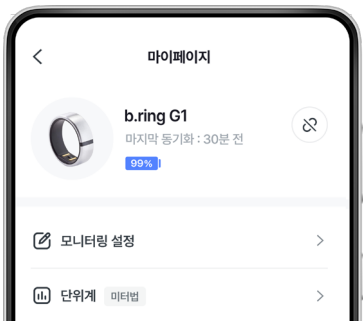 마이페이지
b.ring G1
마지막 동기화 : 30분 전
99%
모니터링 설정
단위계 미터법